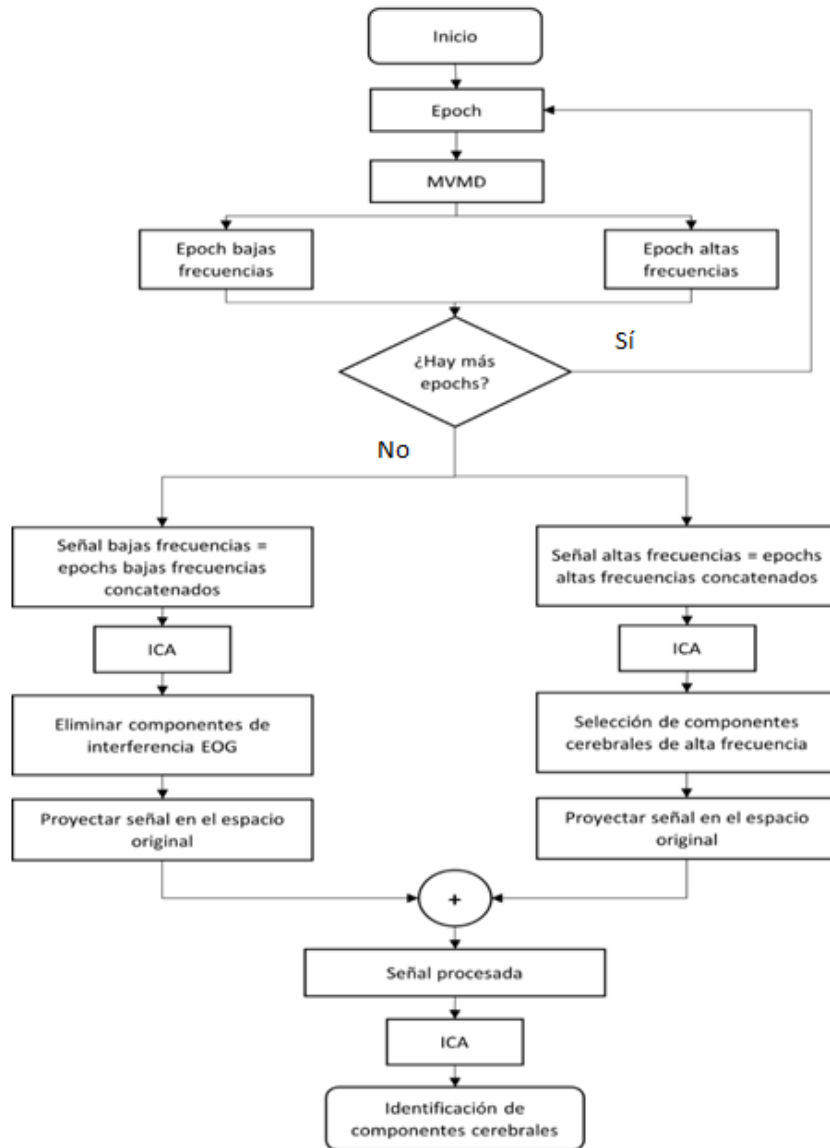 Inicio
Epoch
MVMD
Epoch bajas
frecuencias
Epoch altas
frecuencias
¿Hay más
epochs?
Sí
No
Señal bajas frecuencias =
epochs bajas frecuencias
concatenados
Señal altas frecuencias = epochs
altas frecuencias concatenados
ICA
ICA
Eliminar componentes de
interferencia EOG
Selección de componentes
cerebrales de alta frecuencia
Proyectar señal en el espacio
original
Proyectar señal en el espacio
original
+
Señal procesada
ICA
Identificación de
componentes cerebrales